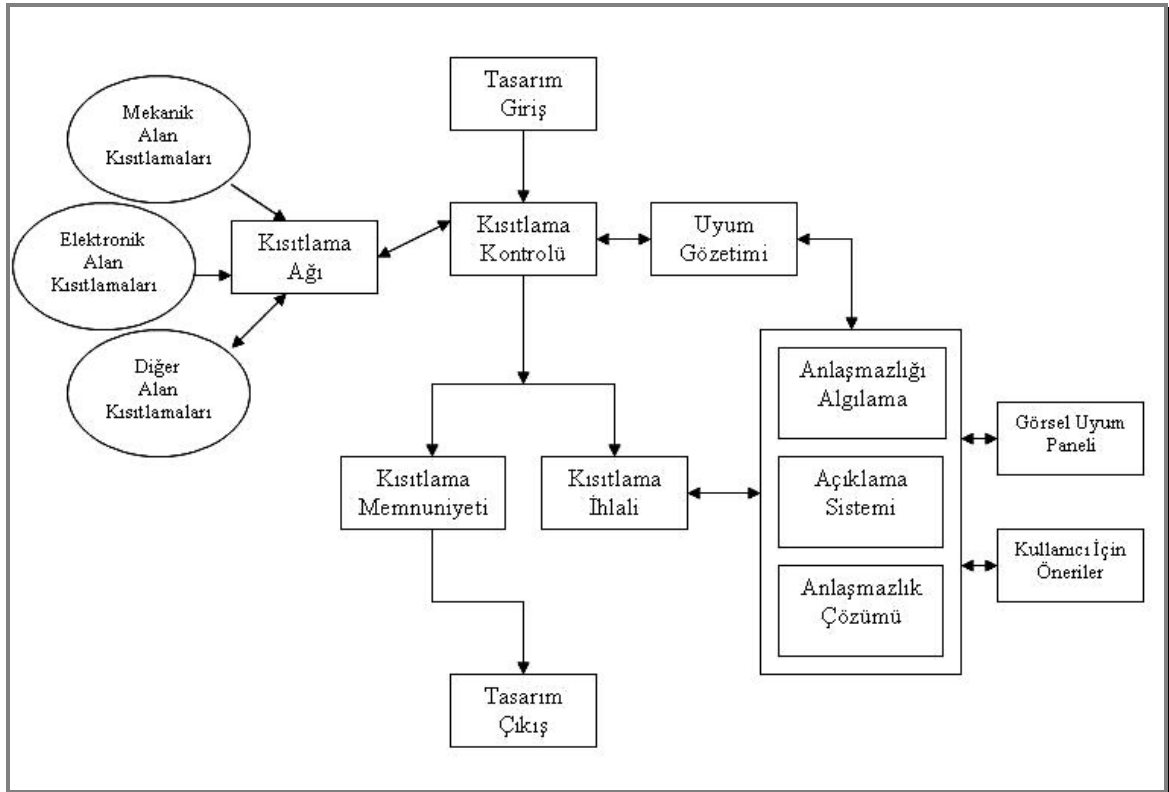 Tasarım
Giriş
Mekanik
Alan
Kısıtlamaları
Elektronik
Alan
Kısıtlamaları
Diğer
Alan
Kısıtlamaları
Kısıtlama
Ağı
Kısıtlama
Kontrolü
Uyum
Gözetimi
Anlaşmazlığı
Algılama
Açıklama
Sistemi
Anlaşmazlık
Çözümü
Görsel Uyum
Paneli
Kullanıcı İçin
Öneriler
Kısıtlama
Memnuniyeti
Kısıtlama
İhlali
Tasarım
Çıkış